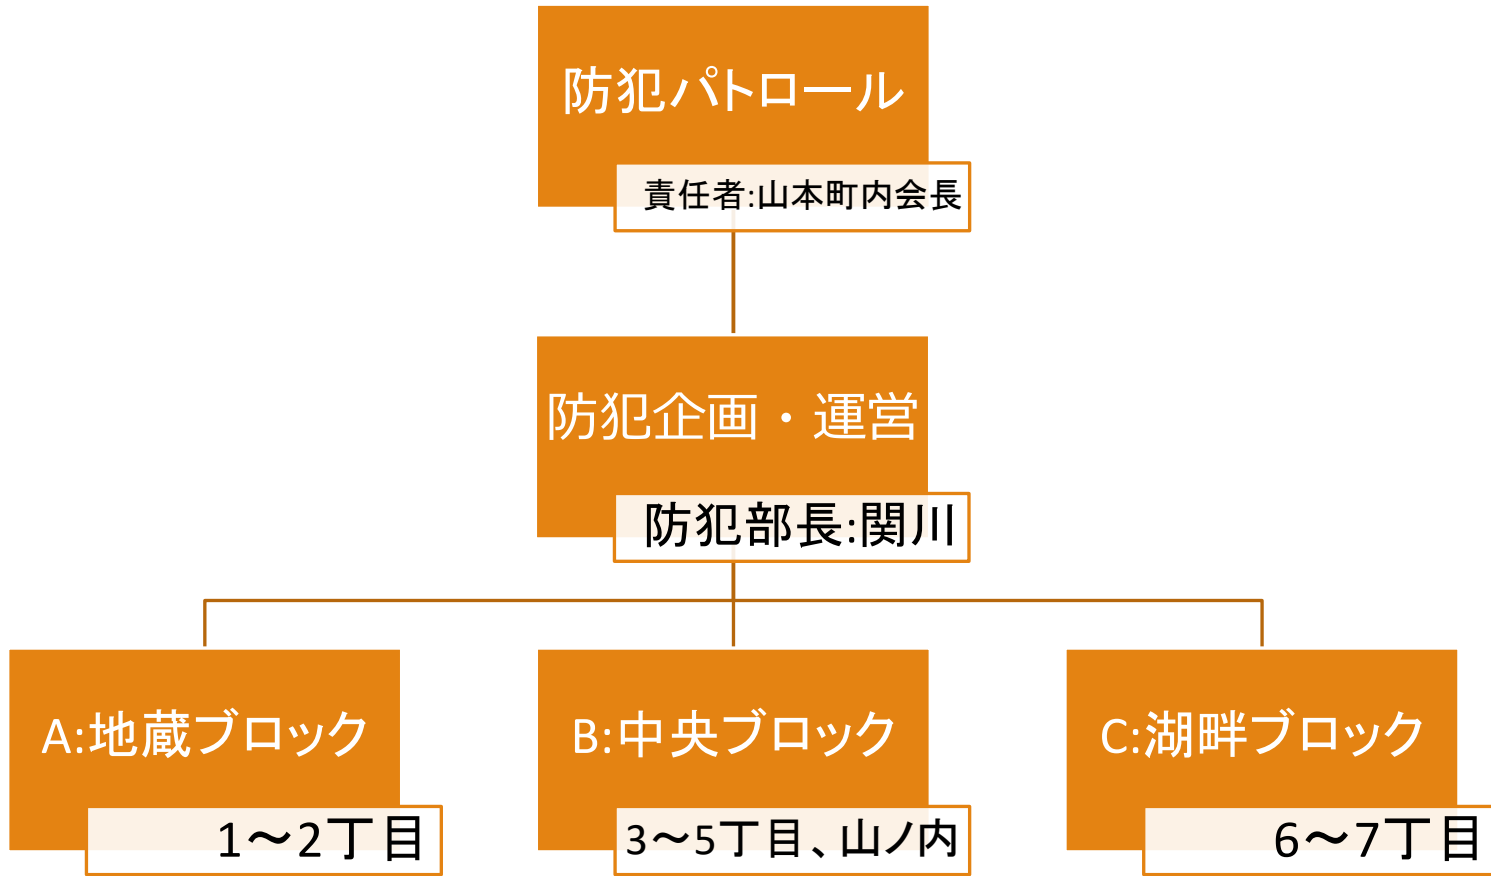 防犯パトロール
責任者:山本町内会長
防犯企画・運営
防犯部長:関川
A:地蔵ブロック
1～2丁目
B:中央ブロック
3～5丁目、山ノ内
C:湖畔ブロック
6～7丁目